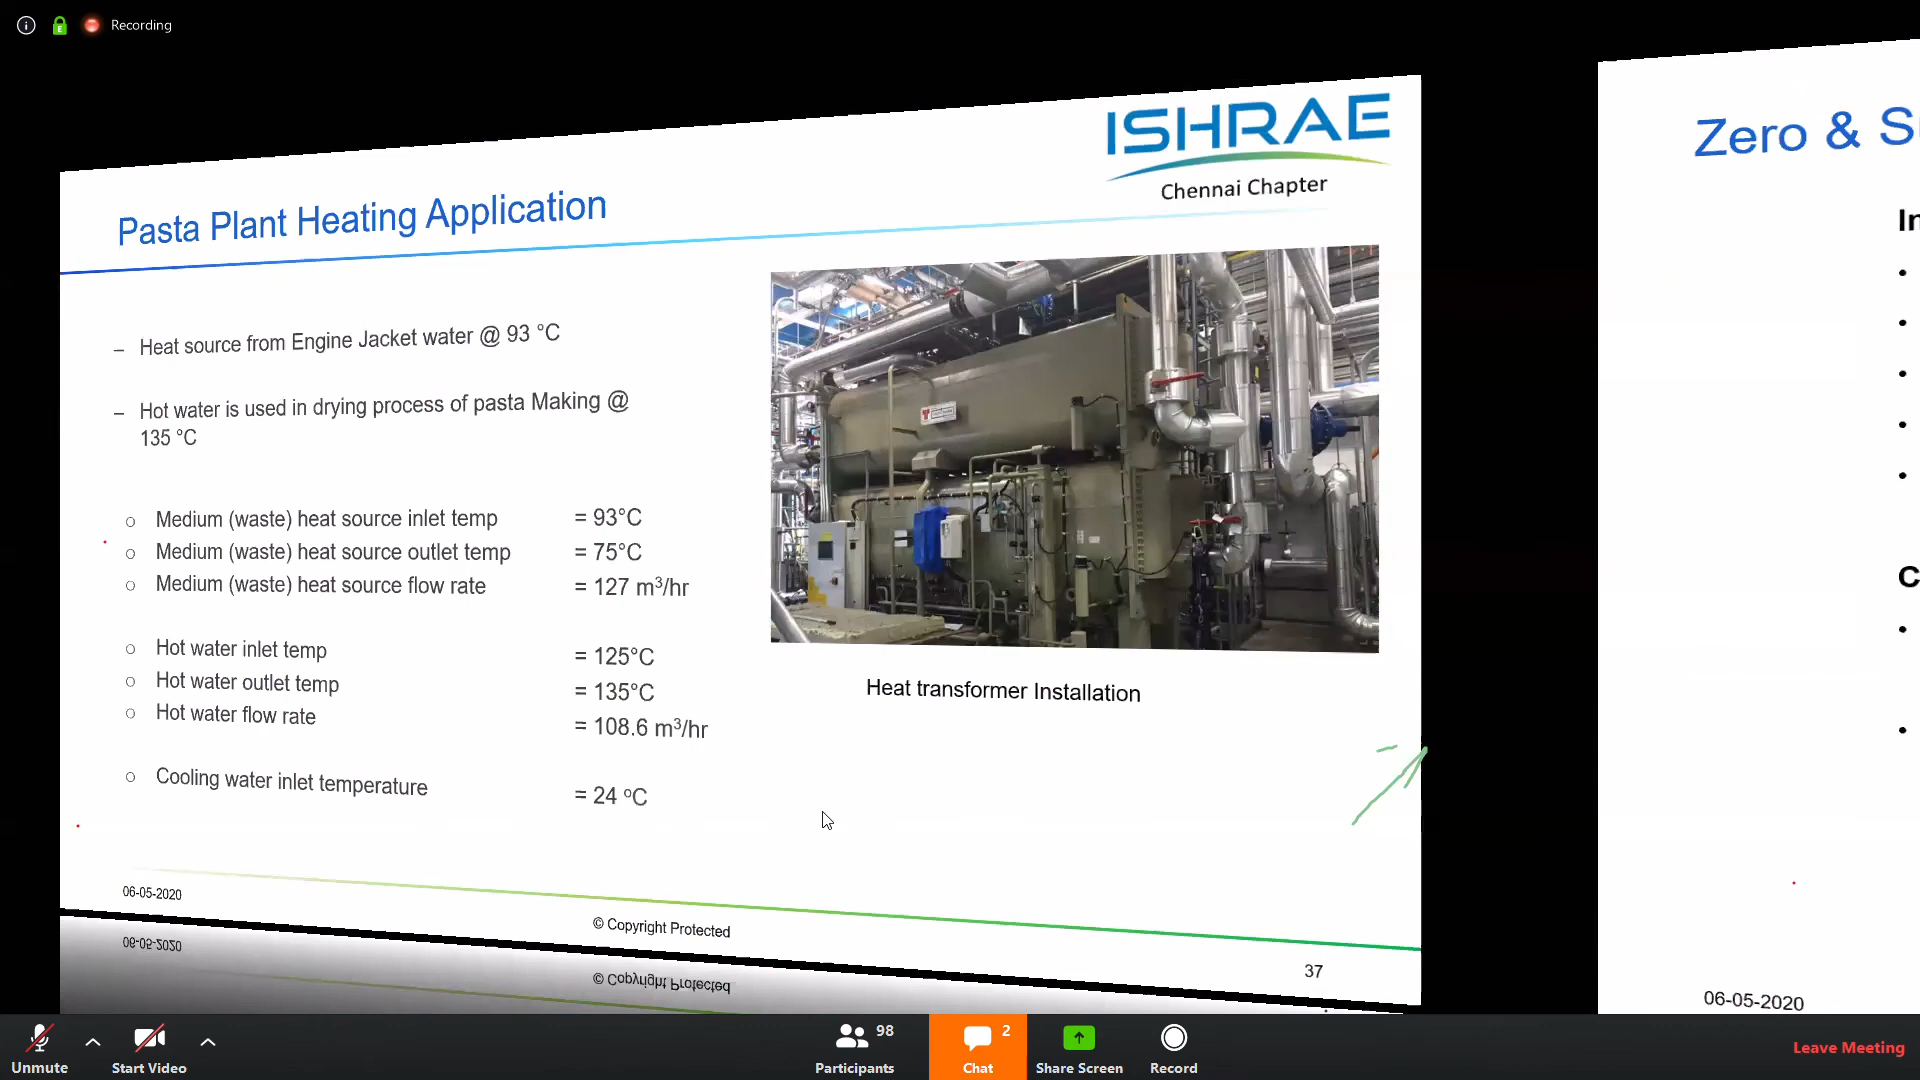 Recording
ISHRAE
Chennai Chapter
Pasta Plant Heating Application
– Heat source from Engine Jacket water @ 93 °C
– Hot water is used in drying process of pasta Making @
135 °C
o Medium (waste) heat source inlet temp = 93°C
o Medium (waste) heat source outlet temp = 75°C
o Medium (waste) heat source flow rate = 127 m³/hr
o Hot water inlet temp = 125°C
o Hot water outlet temp = 135°C
o Hot water flow rate = 108.6 m³/hr
o Cooling water inlet temperature = 24 °C
Heat transformer Installation
06-05-2020
© Copyright Protected
37
Zero & S
In
C
06-05-2020
Unmute
Start Video
98
Participants
2
Chat
Share Screen
Record
Leave Meeting